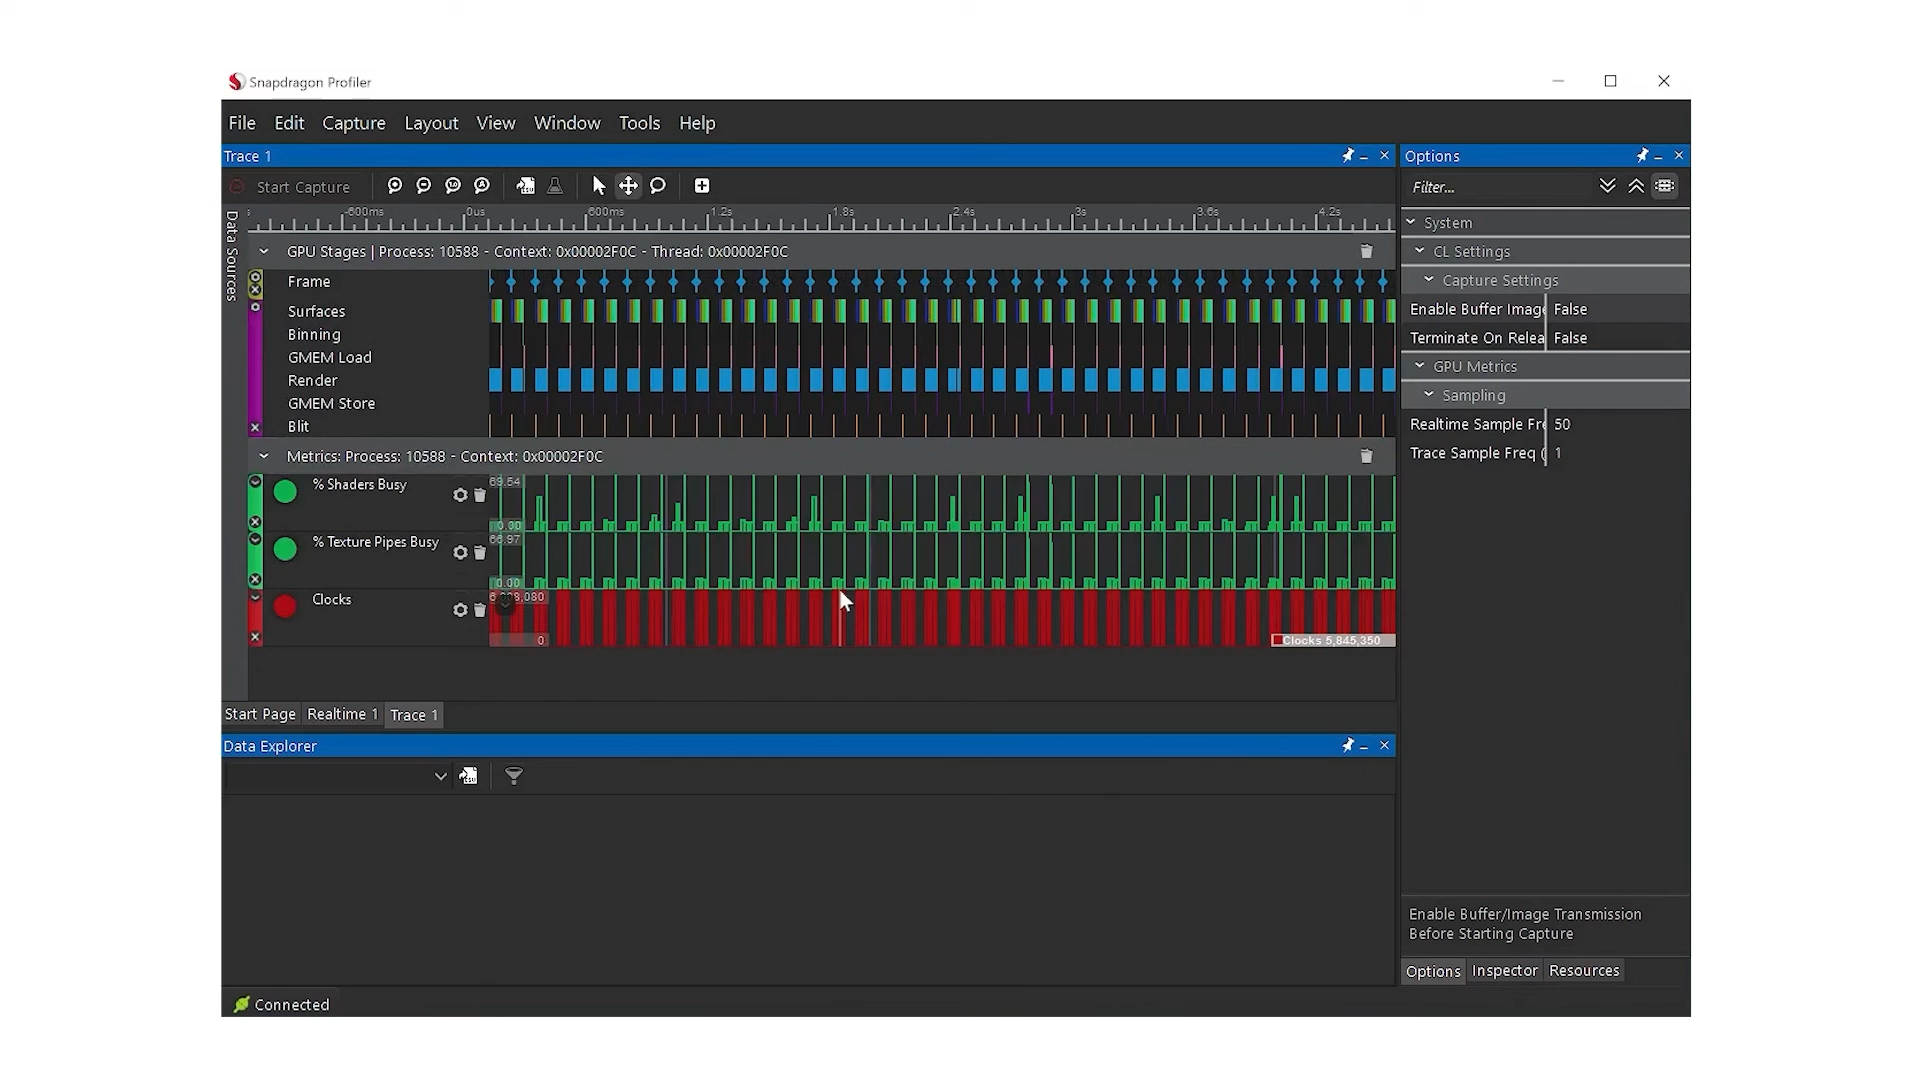 Snapdragon Profiler
File Edit Capture Layout View Window Tools Help
Trace 1
Start Capture
-600ms 0us 600ms 1.2s 1.8s 2.4s 3s 3.6s 4.2s
Data Sources
GPU Stages | Process: 10588 - Context: 0x00002F0C - Thread: 0x00002F0C
Frame
Surfaces
Binning
GMEM Load
Render
GMEM Store
Blit
Metrics: Process: 10588 - Context: 0x00002F0C
% Shaders Busy
69.54
0.00
% Texture Pipes Busy
66.97
0.00
Clocks
0
Clocks 5,845,350
Start Page Realtime 1 Trace 1
Data Explorer
Connected
Options
Filter...
System
CL Settings
Capture Settings
Enable Buffer Image False
Terminate On Relea False
GPU Metrics
Sampling
Realtime Sample Fre 50
Trace Sample Freq ( 1
Enable Buffer/Image Transmission
Before Starting Capture
Options Inspector Resources